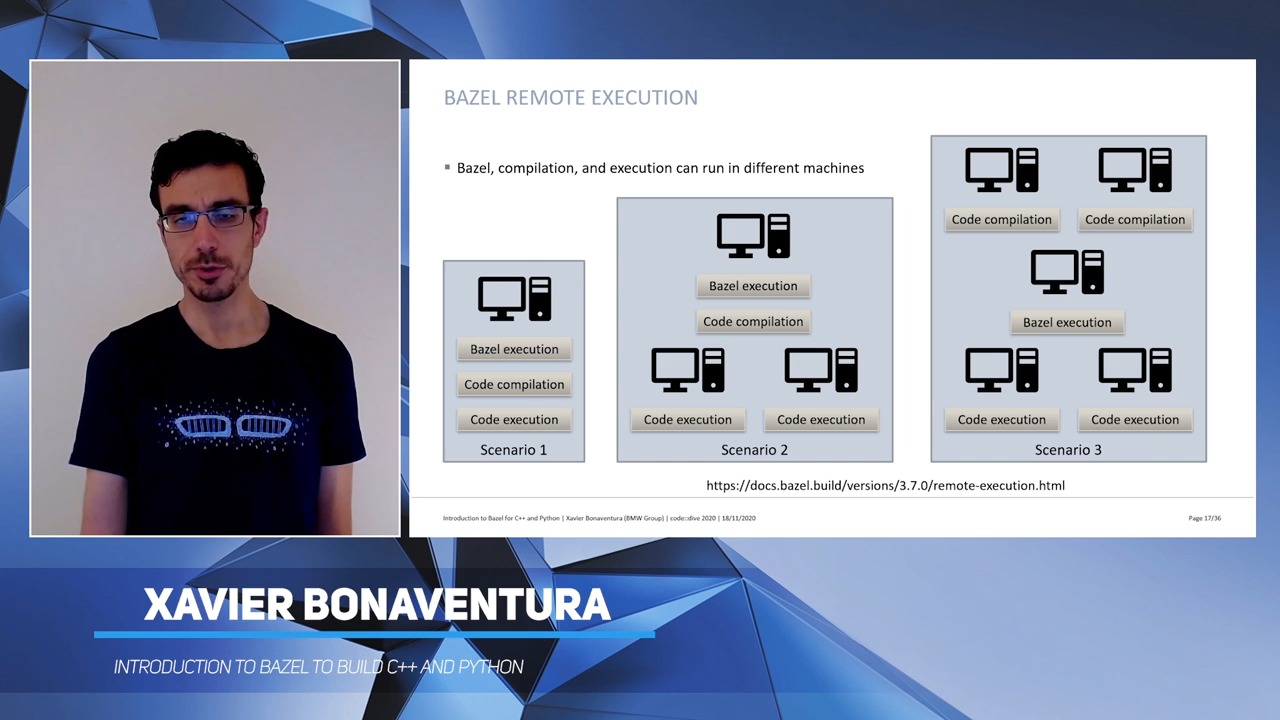 BAZEL REMOTE EXECUTION
Bazel, compilation, and execution can run in different machines
Bazel execution
Code compilation
Code execution
Scenario 1
Bazel execution
Code compilation
Code execution Code execution
Scenario 2
Code compilation Code compilation
Bazel execution
Code execution Code execution
Scenario 3
https://docs.bazel.build/versions/3.7.0/remote-execution.html
Introduction to Bazel for C++ and Python | Xavier Bonaventura (BMW Group) | code::dive 2020 | 18/11/2020
Page 17/36
XAVIER BONAVENTURA
INTRODUCTION TO BAZEL TO BUILD C++ AND PYTHON